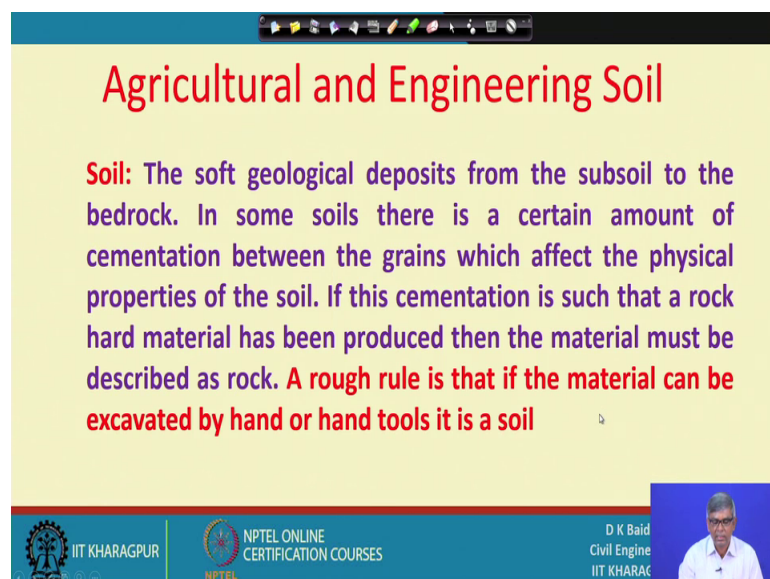 Agricultural and Engineering Soil
Soil: The soft geological deposits from the subsoil to the
bedrock. In some soils there is a certain amount of
cementation between the grains which affect the physical
properties of the soil. If this cementation is such that a rock
hard material has been produced then the material must be
described as rock. A rough rule is that if the material can be
excavated by hand or hand tools it is a soil
IIT KHARAGPUR
NPTEL
NPTEL ONLINE
CERTIFICATION COURSES
D K Baid
Civil Engine
IIT KHARAG